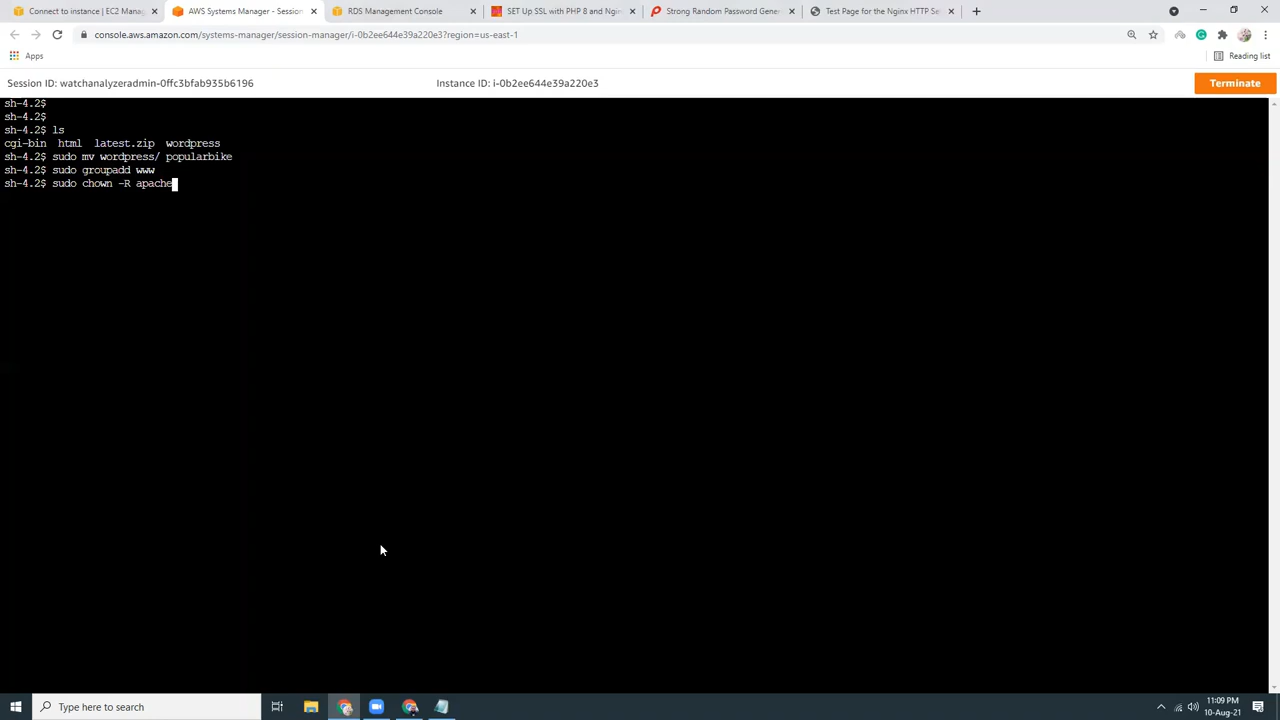 Connect to instance | EC2 Manag
AWS Systems Manager - Session
RDS Management Console
SET Up SSL with PHP 8 and Ngin
Strong Random Password Gener
Test Page for the Nginx HTTP Se
console.aws.amazon.com/systems-manager/session-manager/i-0b2ee644e39a220e3?region=us-east-1
Apps
Reading list
Session ID: watchanalyzeradmin-0ffc3bfab935b6196
Instance ID: i-0b2ee644e39a220e3
Terminate
sh-4.2$
sh-4.2$
sh-4.2$ ls
cgi-bin  html  latest.zip  wordpress
sh-4.2$ sudo mv wordpress/ popularbike
sh-4.2$ sudo groupadd www
sh-4.2$ sudo chown -R apache
Type here to search
11:09 PM
10-Aug-21